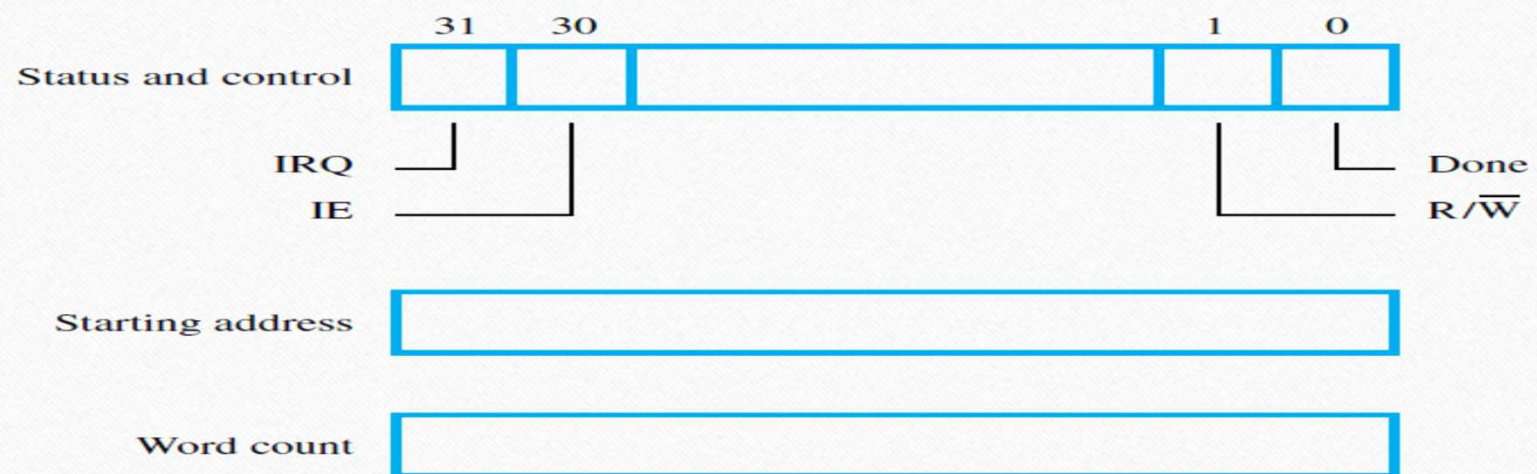 31 30 1 0
Status and control
IRQ Done
IE R/W̅
Starting address
Word count